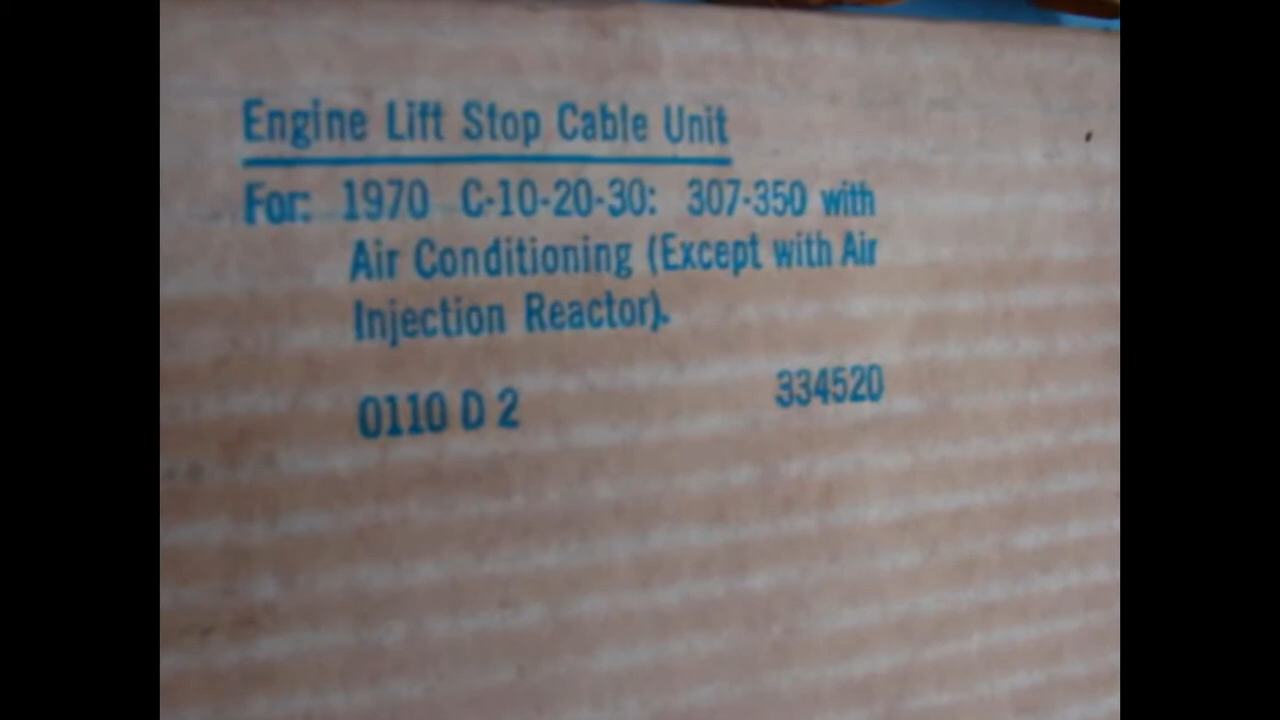 Engine Lift Stop Cable Unit
For: 1970 C-10-20-30: 307-350 with
Air Conditioning (Except with Air
Injection Reactor).
0110 D 2 334520